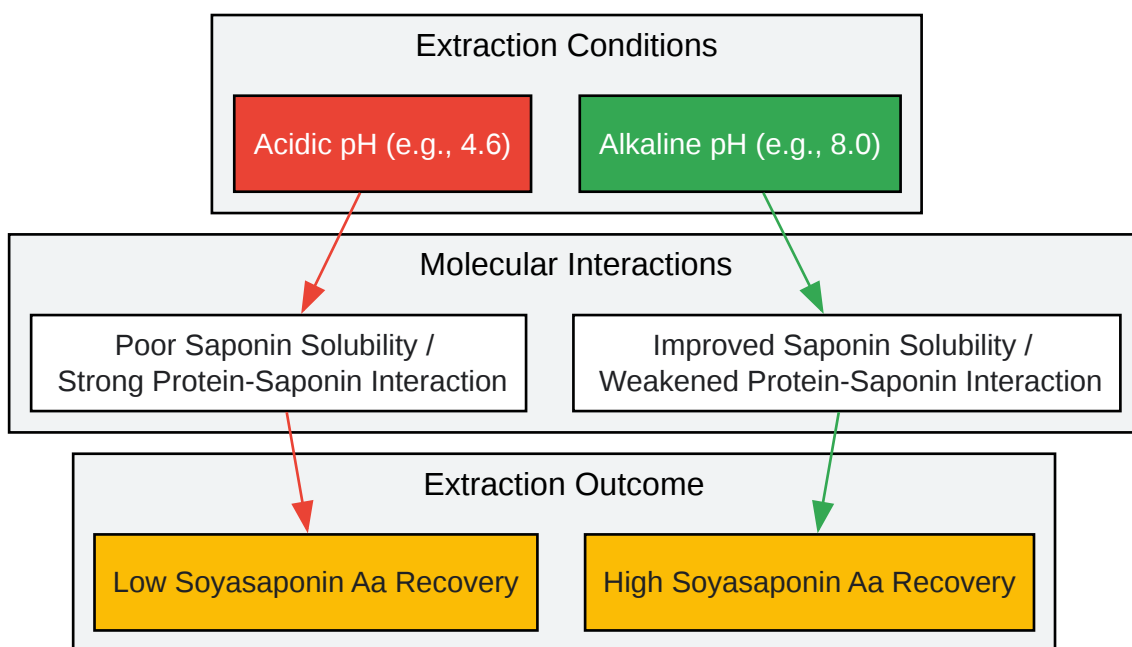 Extraction Conditions
Acidic pH (e.g., 4.6)
Alkaline pH (e.g., 8.0)
Molecular Interactions
Poor Saponin Solubility /
Strong Protein-Saponin Interaction
Improved Saponin Solubility /
Weakened Protein-Saponin Interaction
Extraction Outcome
Low Soyasaponin Aa Recovery
High Soyasaponin Aa Recovery